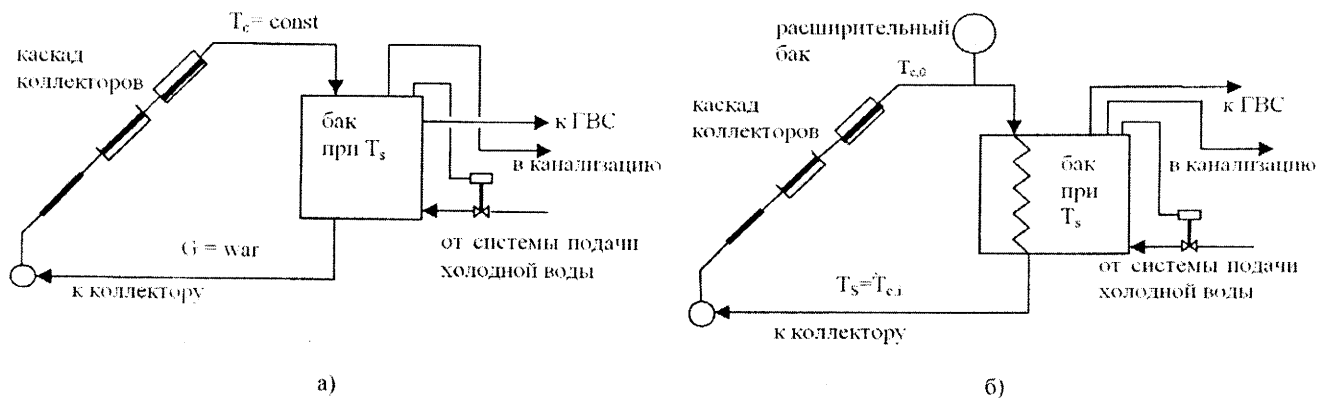 T_c= const
каскад
коллекторов
бак
при T_s
к ГВС
в канализацию
от системы подачи
холодной воды
G = war
к коллектору
а)
расширительный
бак
T_c,0
каскад
коллекторов
к ГВС
в канализацию
бак
при
T_s
от системы подачи
холодной воды
T_S=T_c,i
к коллектору
б)